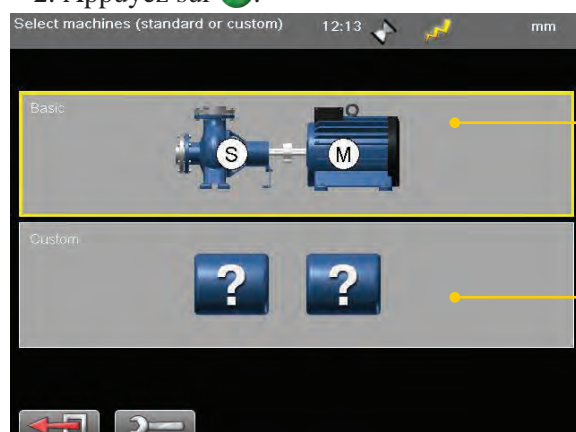 2. Appuyez sur
Select machines (standard or custom) 12:13 mm
Basic
S M
Custom
? ?